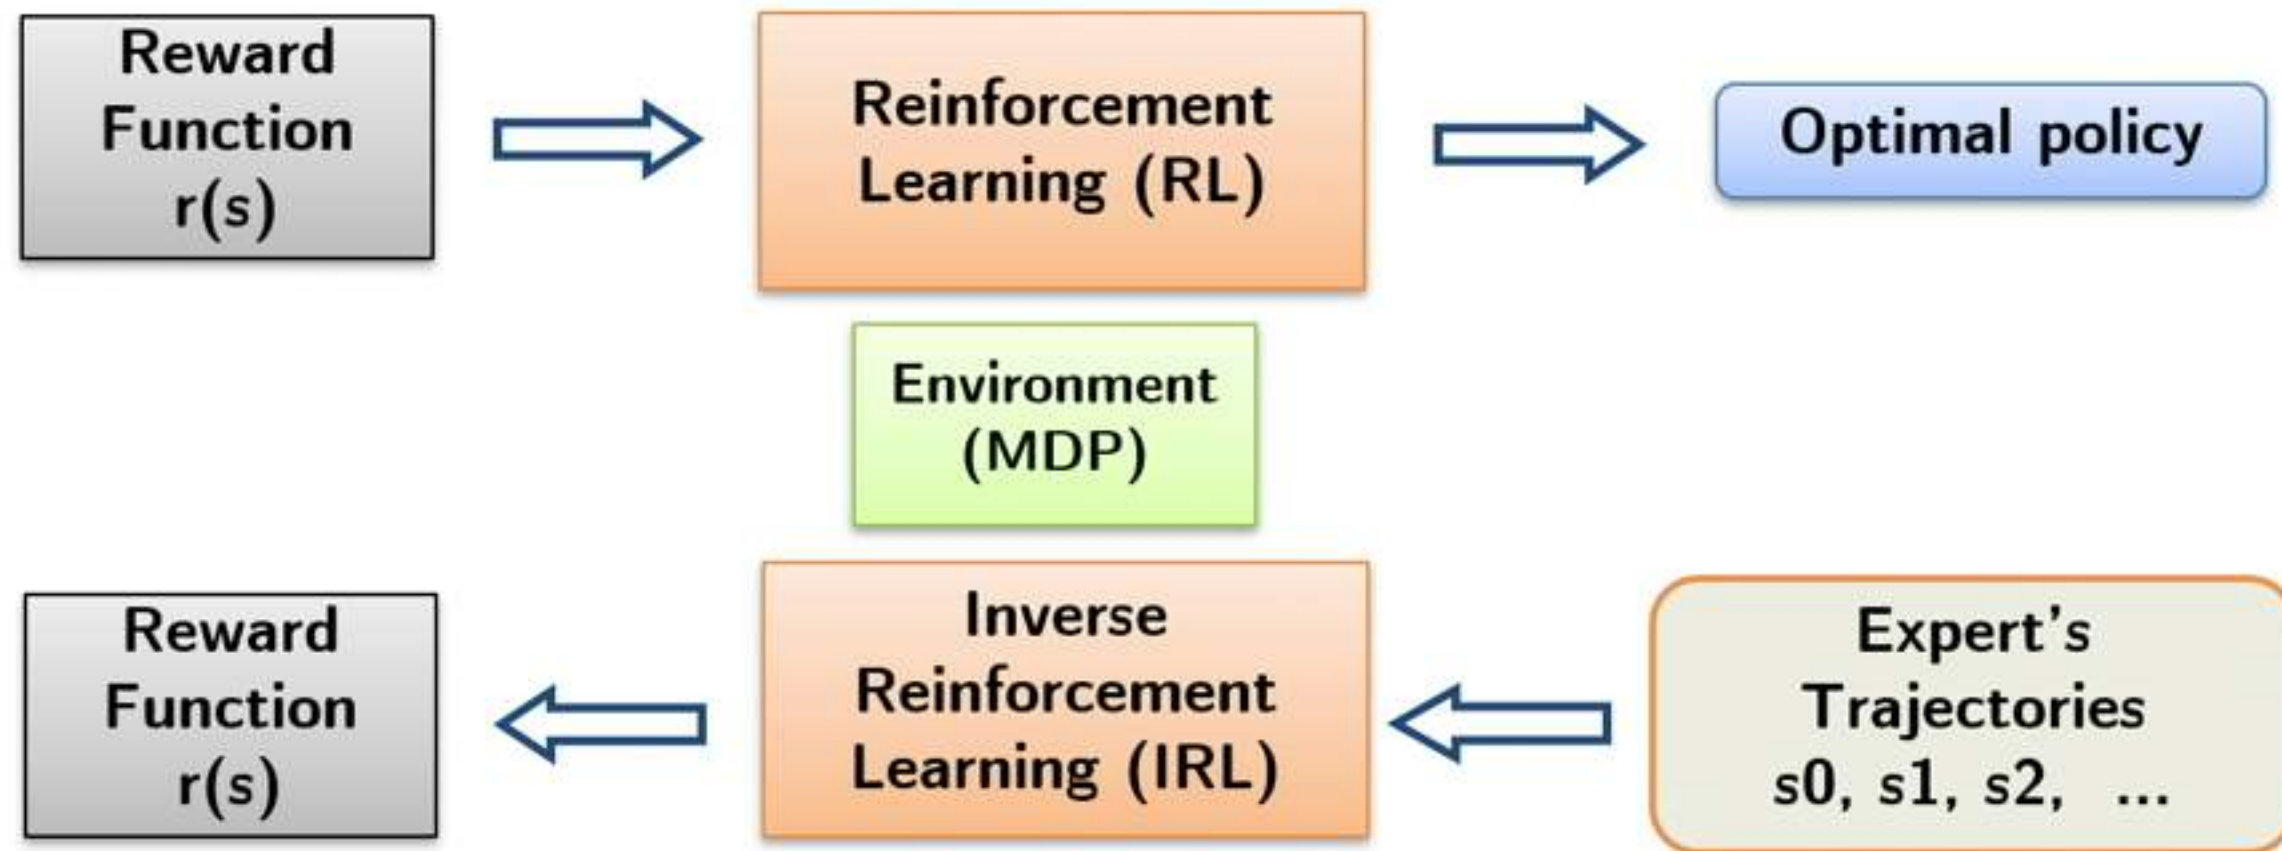 Reward
Function
r(s)
Reinforcement
Learning (RL)
Optimal policy
Environment
(MDP)
Reward
Function
r(s)
Inverse
Reinforcement
Learning (IRL)
Expert's
Trajectories
s0, s1, s2, ...